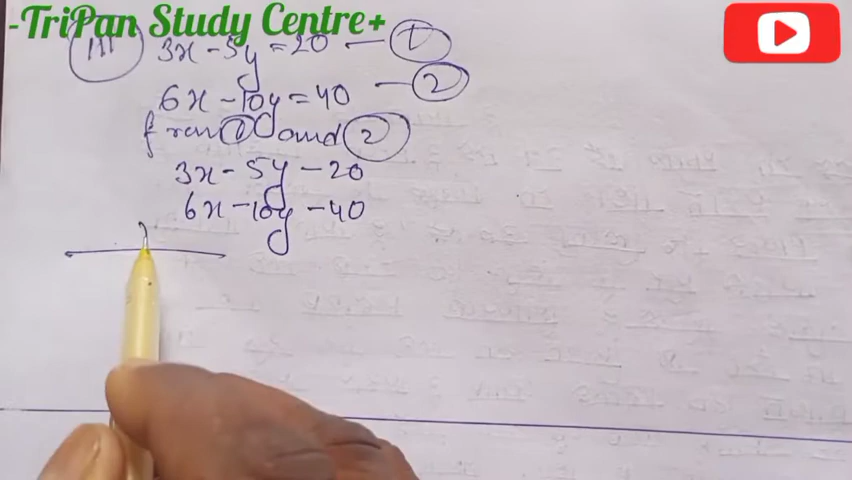 -TriPan Study Centre+
III 3x - 5y = 20 — 1
6x - 10y = 40 — 2
from 1 and 2
3x - 5y - 20
6x - 10y - 40